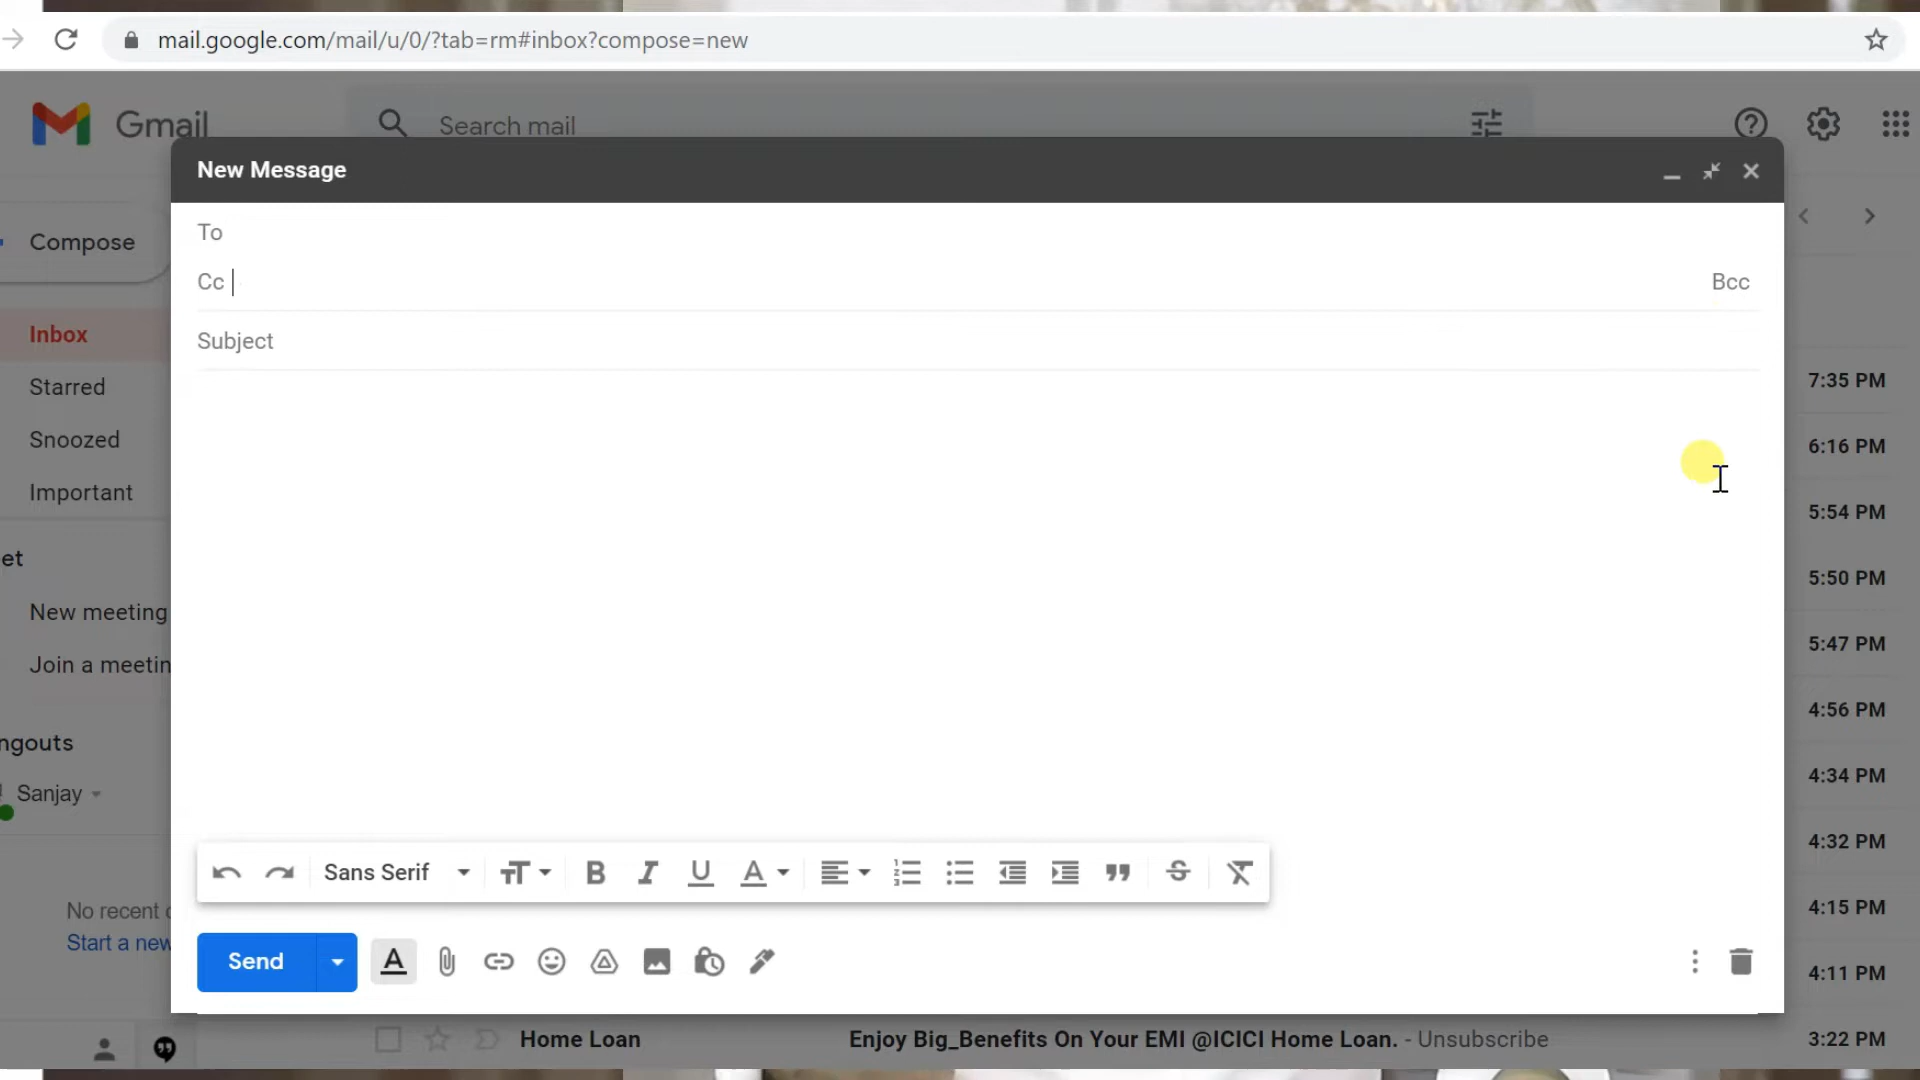 mail.google.com/mail/u/0/?tab=rm#inbox?compose=new
Gmail
Search mail
New Message
To
Cc
Bcc
Subject
Compose
Inbox
Starred
Snoozed
Important
et
New meeting
Join a meetin
ngouts
Sanjay
No recent c
Start a new
7:35 PM
6:16 PM
5:54 PM
5:50 PM
5:47 PM
4:56 PM
4:34 PM
4:32 PM
4:15 PM
4:11 PM
Sans Serif
Send
Home Loan Enjoy Big_Benefits On Your EMI @ICICI Home Loan. - Unsubscribe 3:22 PM